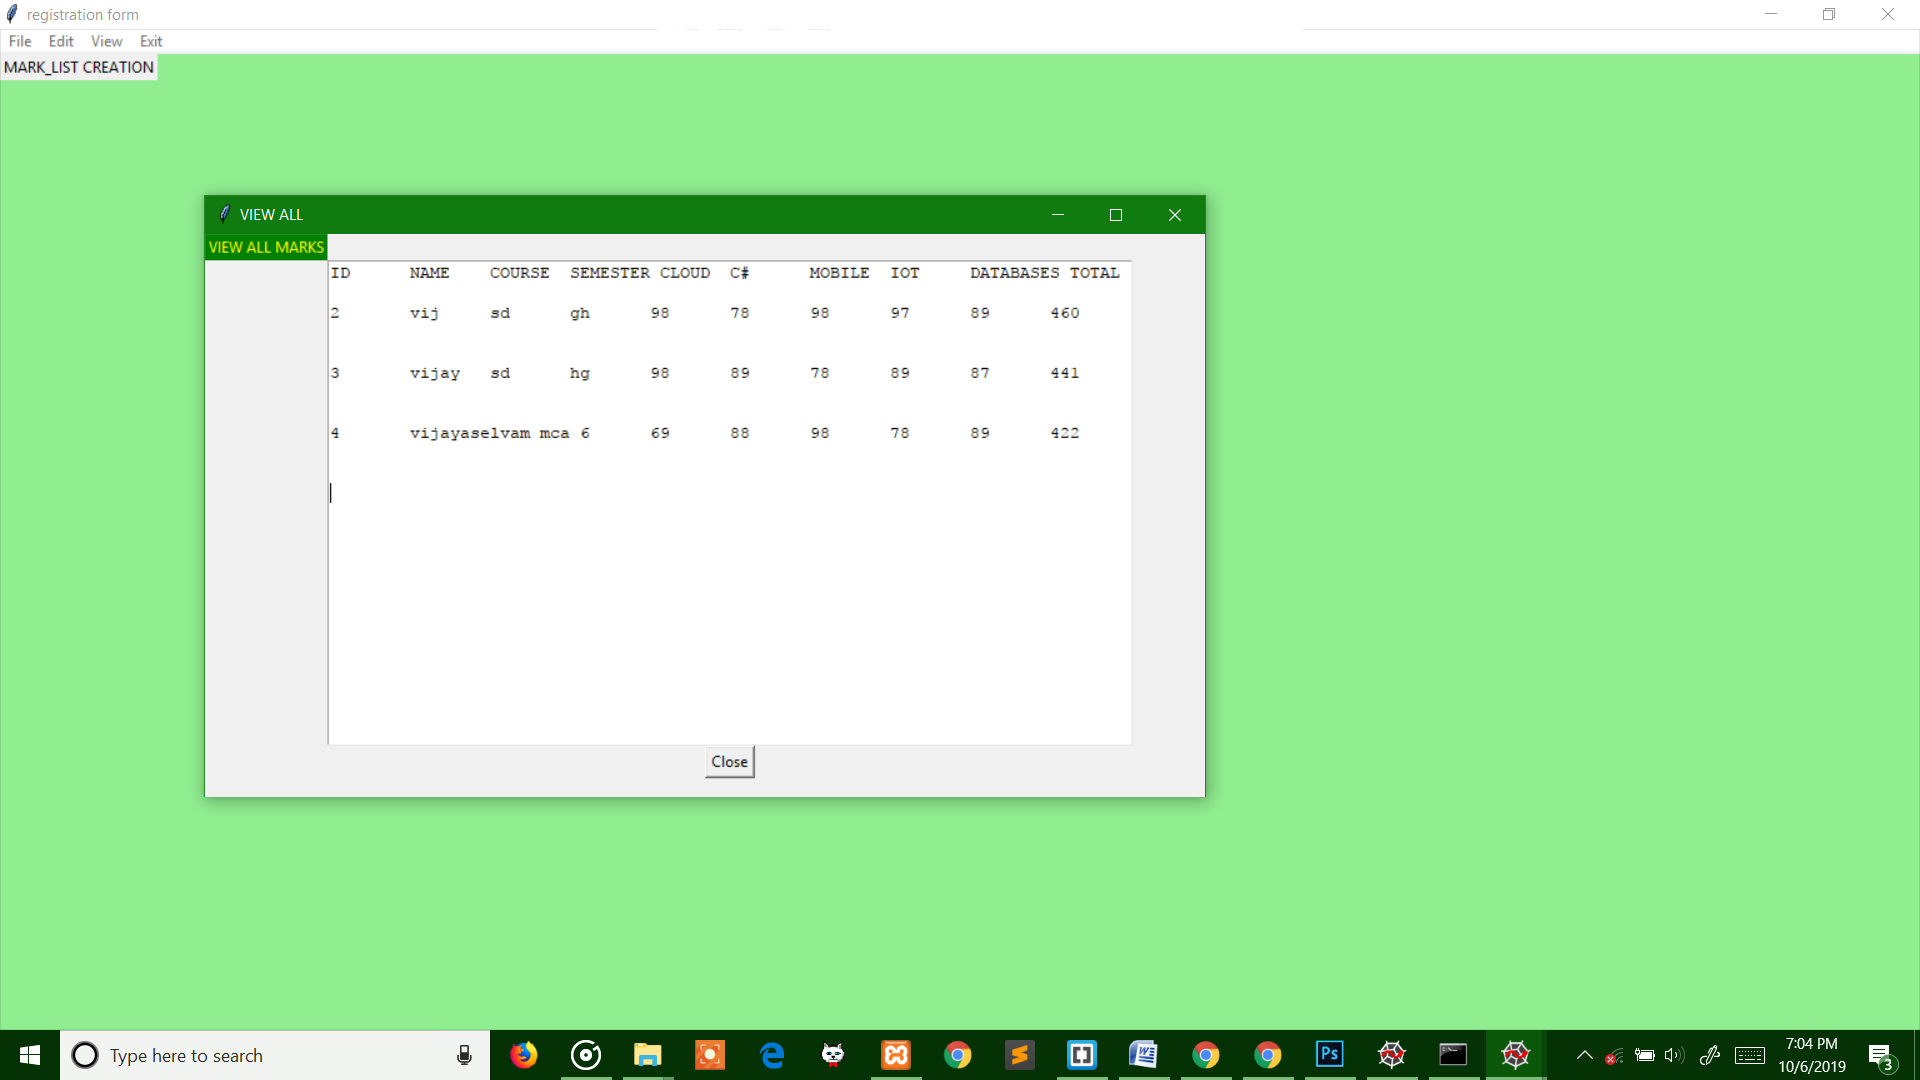 registration form
File Edit View Exit
MARK_LIST CREATION
VIEW ALL
VIEW ALL MARKS
ID NAME COURSE SEMESTER CLOUD C# MOBILE IOT DATABASES TOTAL
2 vij sd gh 98 78 98 97 89 460
3 vijay sd hg 98 89 78 89 87 441
4 vijayaselvam mca 6 69 88 98 78 89 422
Close
Type here to search
Ps
7:04 PM
10/6/2019
3